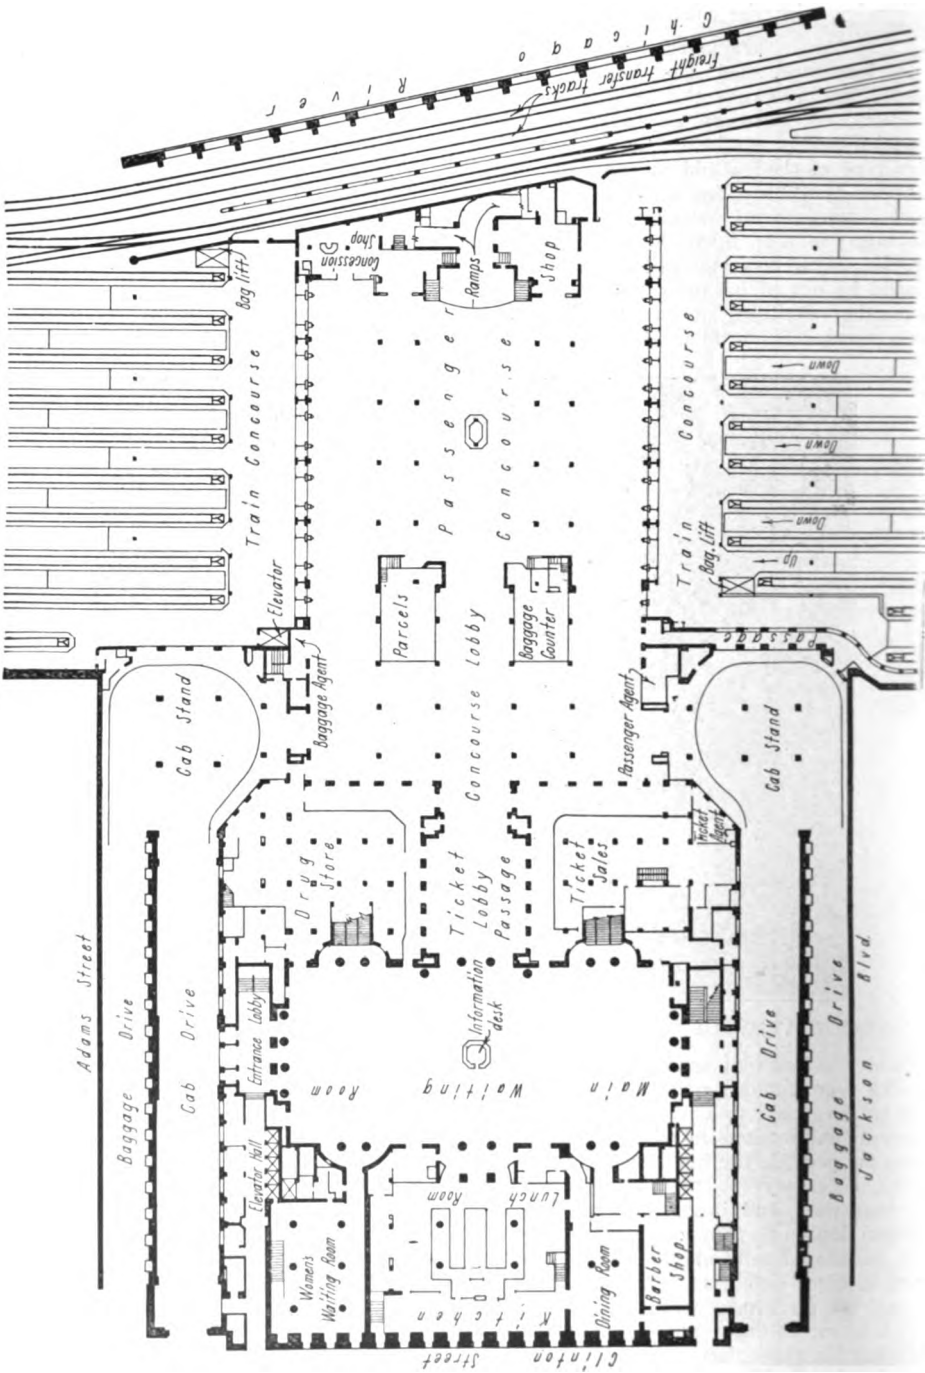 Chicago River
Freight transfer tracks
Concession
Shop
Ramps
Shop
Bag lift
Train Concourse
Passenger
Concourse
Train Concourse
Down
Down
Down
Up
Bag. Lift
Elevator
Parcels
Baggage
Counter
Passage
Baggage Agent
Concourse Lobby
Passenger Agent
Cab Stand
Cab Stand
Drug
Store
Ticket
Lobby
Passage
Ticket
Sales
Ticket
Agent
Adams Street
Baggage Drive
Cab Drive
Entrance Lobby
Information
desk
Main Waiting Room
Cab Drive
Baggage Drive
Jackson Blvd.
Elevator Hall
Women's
Waiting Room
Lunch Room
Kitchen
Dining Room
Barber
Shop
Clinton
Street